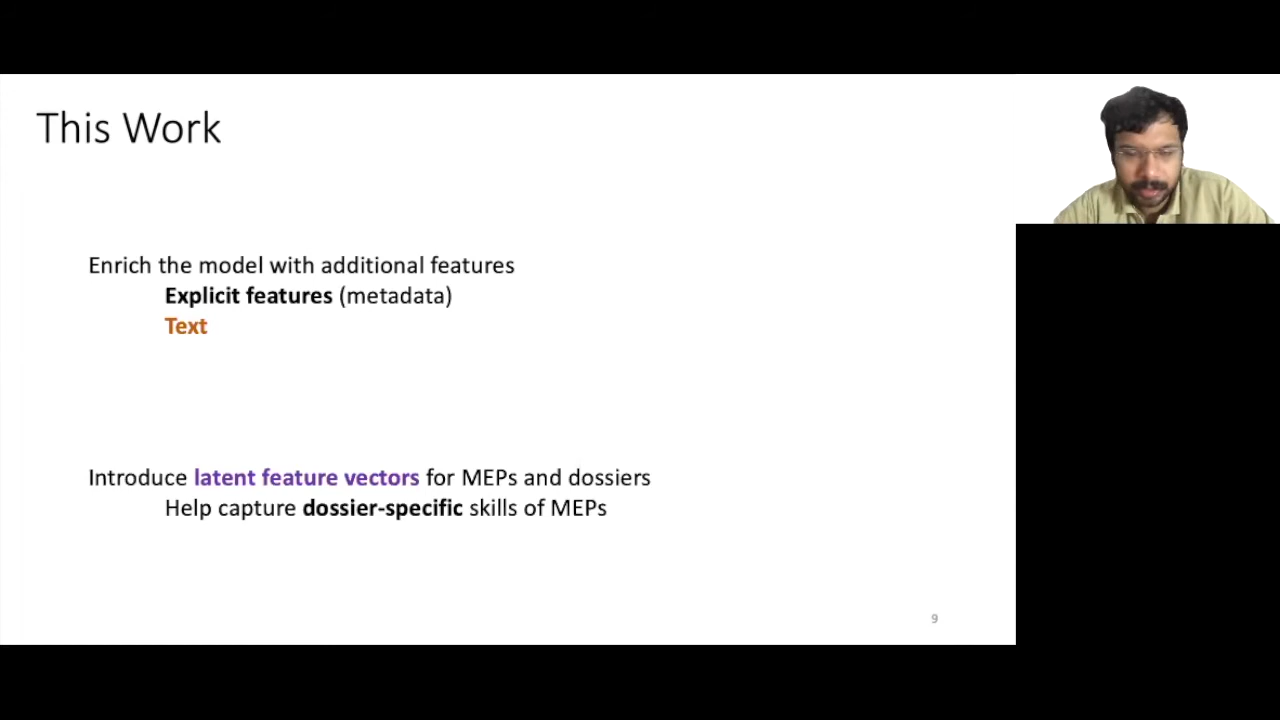 This Work
Enrich the model with additional features
Explicit features (metadata)
Text
Introduce latent feature vectors for MEPs and dossiers
Help capture dossier-specific skills of MEPs
9